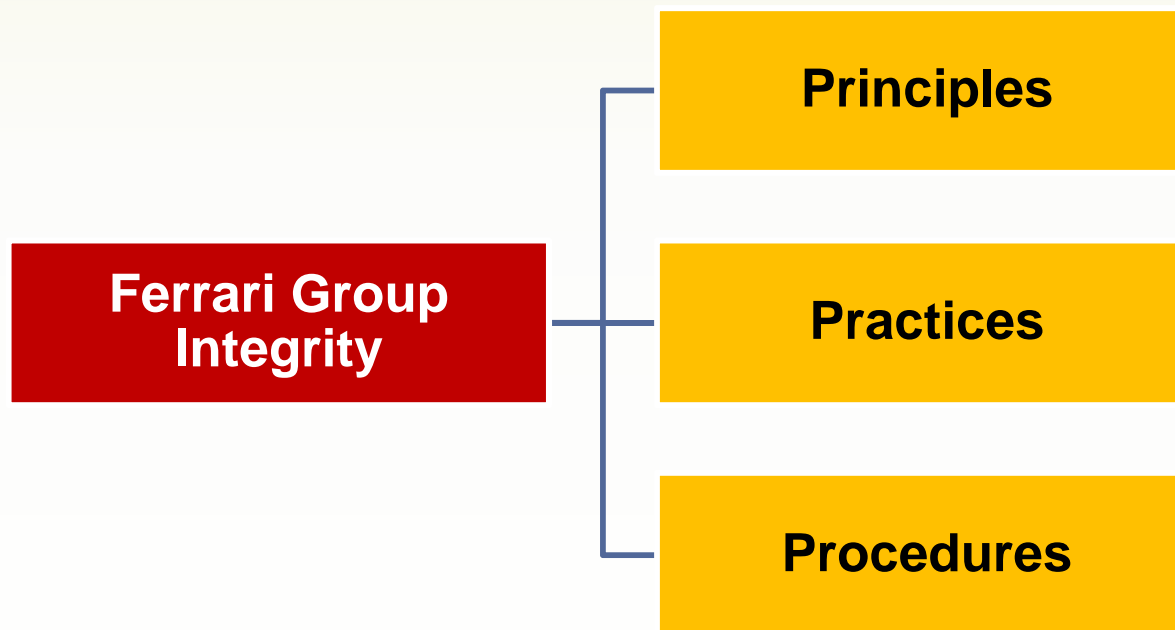 Principles
Ferrari Group
Integrity
Practices
Procedures